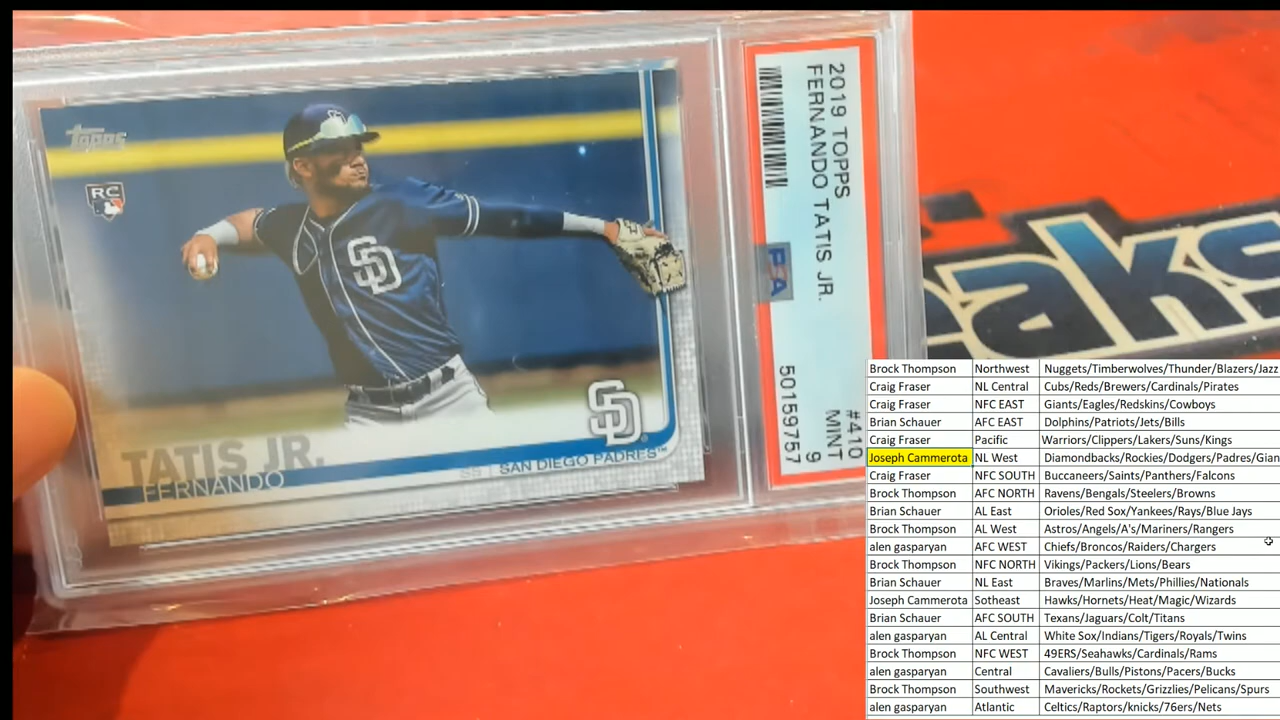 Topps
RC
SD
TATIS JR.
FERNANDO
SS
SAN DIEGO PADRES™
SD
2019 TOPPS
FERNANDO TATIS JR.
#410
MINT
9
PSA
50159757
aks
Brock Thompson Northwest Nuggets/Timberwolves/Thunder/Blazers/Jazz
Craig Fraser NL Central Cubs/Reds/Brewers/Cardinals/Pirates
Craig Fraser NFC EAST Giants/Eagles/Redskins/Cowboys
Brian Schauer AFC EAST Dolphins/Patriots/Jets/Bills
Craig Fraser Pacific Warriors/Clippers/Lakers/Suns/Kings
Joseph Cammerota NL West Diamondbacks/Rockies/Dodgers/Padres/Gian
Craig Fraser NFC SOUTH Buccaneers/Saints/Panthers/Falcons
Brock Thompson AFC NORTH Ravens/Bengals/Steelers/Browns
Brian Schauer AL East Orioles/Red Sox/Yankees/Rays/Blue Jays
Brock Thompson AL West Astros/Angels/A's/Mariners/Rangers
alen gasparyan AFC WEST Chiefs/Broncos/Raiders/Chargers
Brock Thompson NFC NORTH Vikings/Packers/Lions/Bears
Brian Schauer NL East Braves/Marlins/Mets/Phillies/Nationals
Joseph Cammerota Sotheast Hawks/Hornets/Heat/Magic/Wizards
Brian Schauer AFC SOUTH Texans/Jaguars/Colt/Titans
alen gasparyan AL Central White Sox/Indians/Tigers/Royals/Twins
Brock Thompson NFC WEST 49ERS/Seahawks/Cardinals/Rams
alen gasparyan Central Cavaliers/Bulls/Pistons/Pacers/Bucks
Brock Thompson Southwest Mavericks/Rockets/Grizzlies/Pelicans/Spurs
alen gasparyan Atlantic Celtics/Raptors/knicks/76ers/Nets